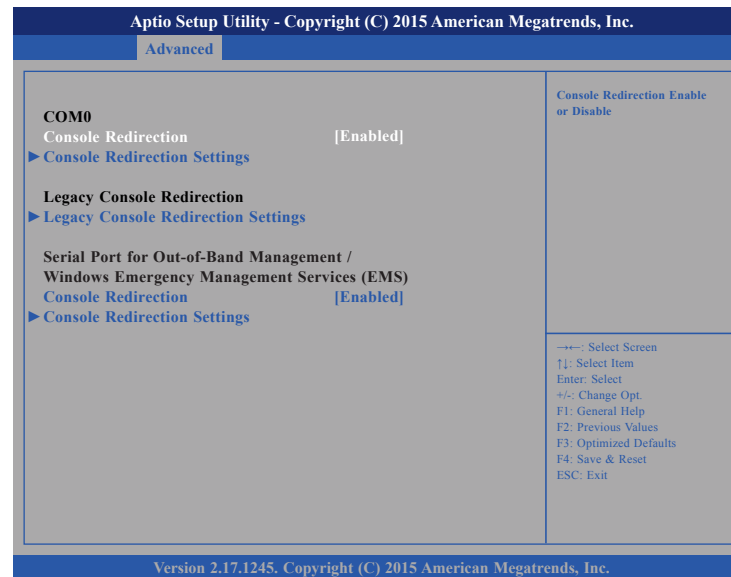 Aptio Setup Utility - Copyright (C) 2015 American Megatrends, Inc.
Advanced
COM0
Console Redirection [Enabled]
►Console Redirection Settings
Legacy Console Redirection
►Legacy Console Redirection Settings
Serial Port for Out-of-Band Management /
Windows Emergency Management Services (EMS)
Console Redirection [Enabled]
►Console Redirection Settings
Console Redirection Enable
or Disable
→←: Select Screen
↑↓: Select Item
Enter: Select
+/-: Change Opt.
F1: General Help
F2: Previous Values
F3: Optimized Defaults
F4: Save & Reset
ESC: Exit
Version 2.17.1245. Copyright (C) 2015 American Megatrends, Inc.